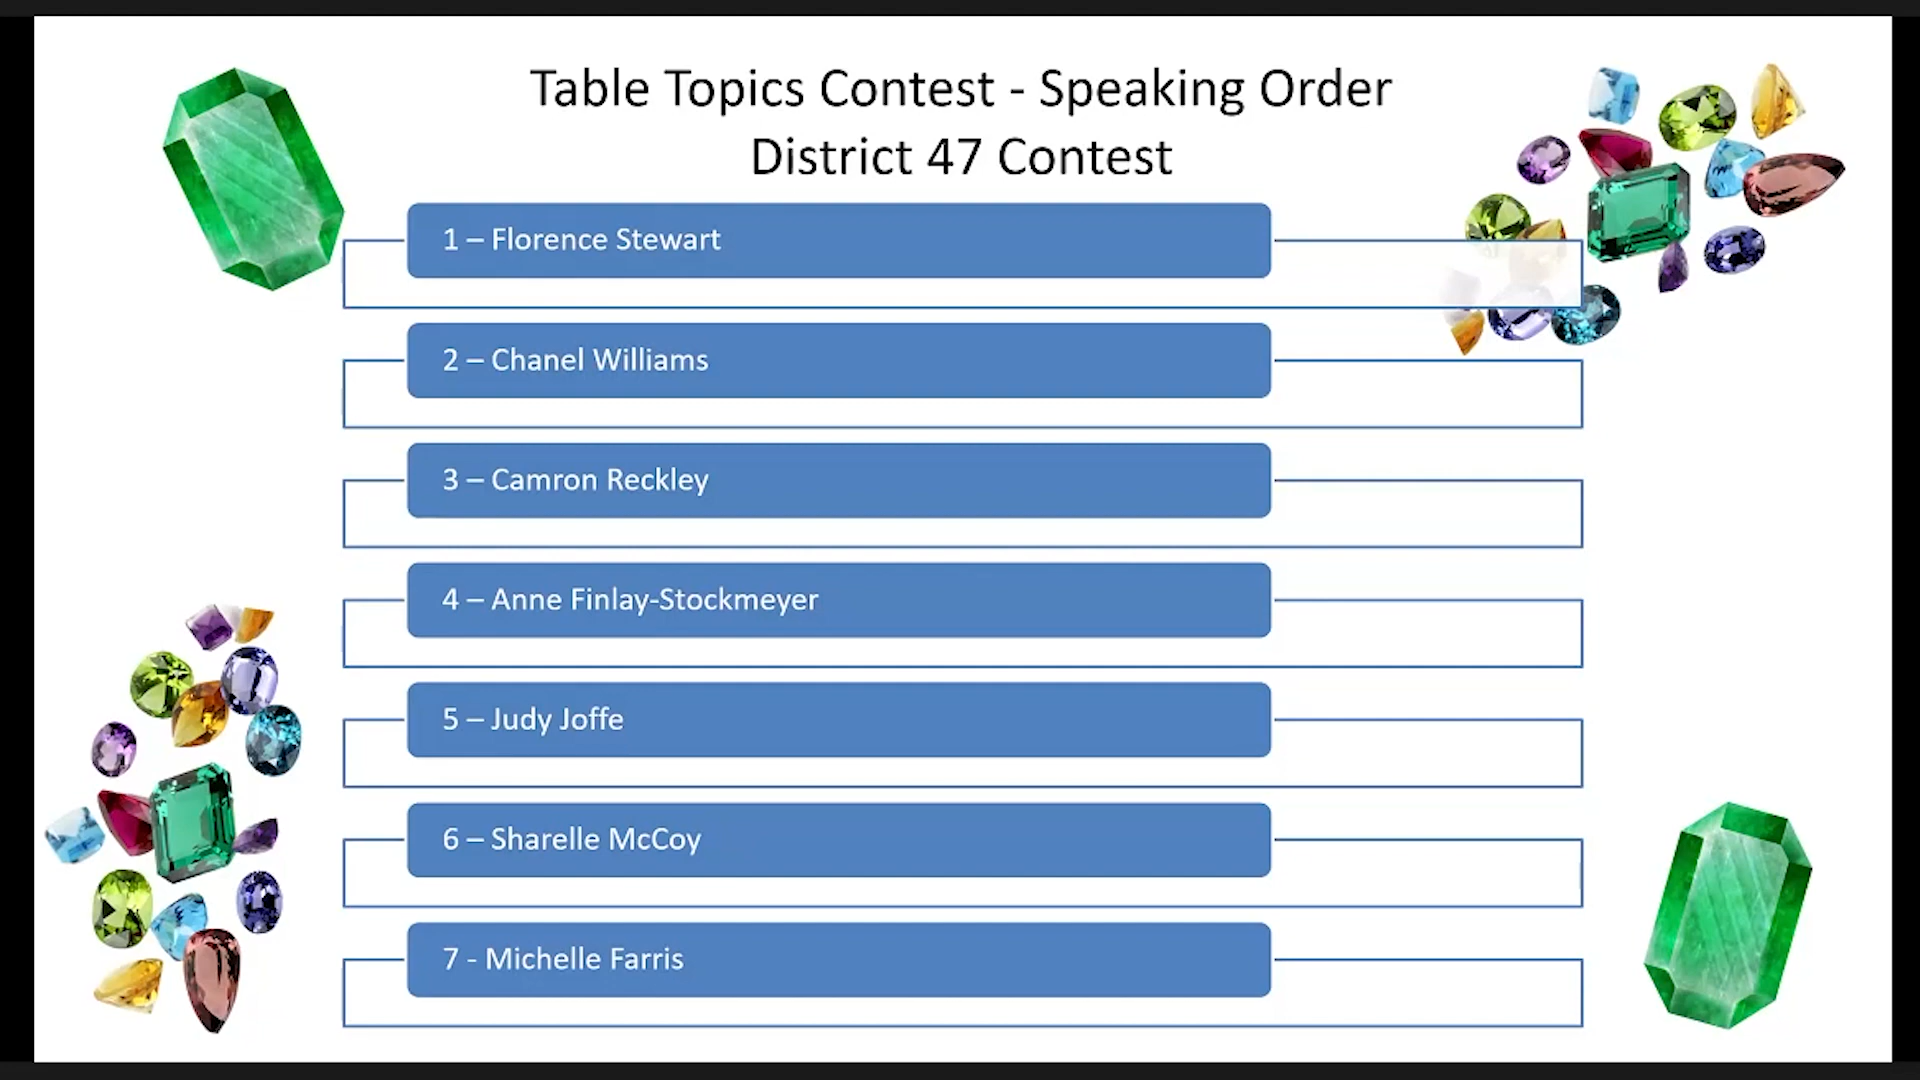 Table Topics Contest - Speaking Order
District 47 Contest
1 – Florence Stewart
2 – Chanel Williams
3 – Camron Reckley
4 – Anne Finlay-Stockmeyer
5 – Judy Joffe
6 – Sharelle McCoy
7 - Michelle Farris